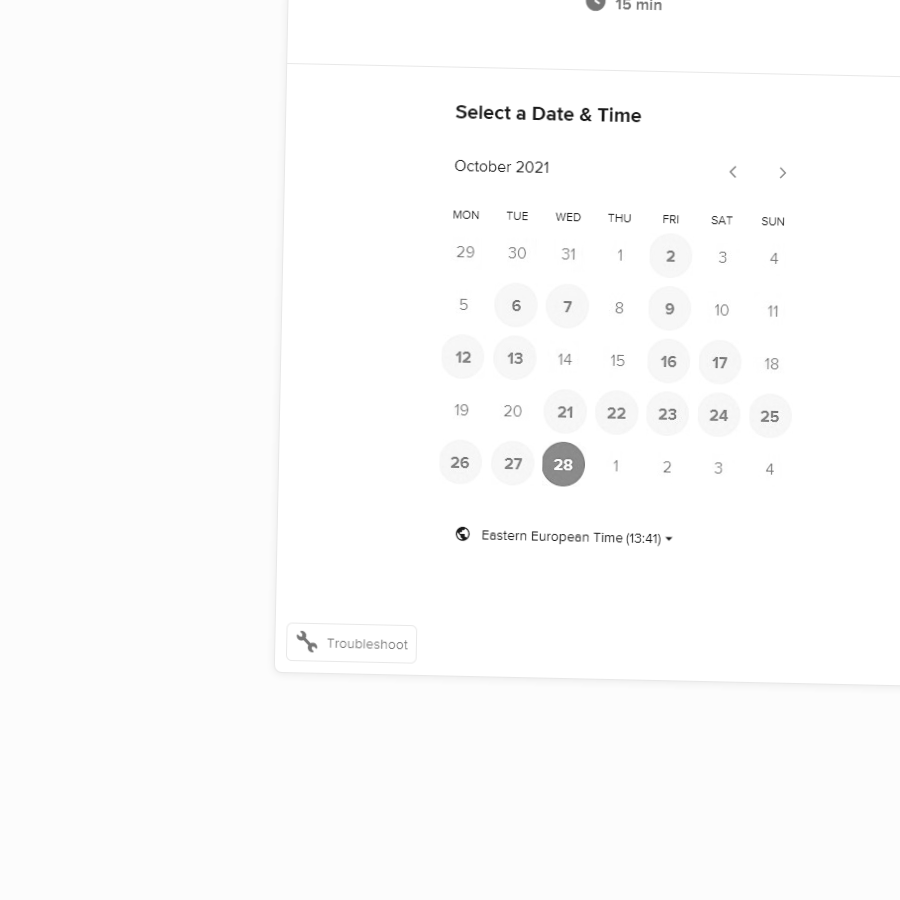 15 min
Select a Date & Time
October 2021
MON TUE WED THU FRI SAT SUN
29 30 31 1 2 3 4
5 6 7 8 9 10 11
12 13 14 15 16 17 18
19 20 21 22 23 24 25
26 27 28 1 2 3 4
Eastern European Time (13:41)
Troubleshoot